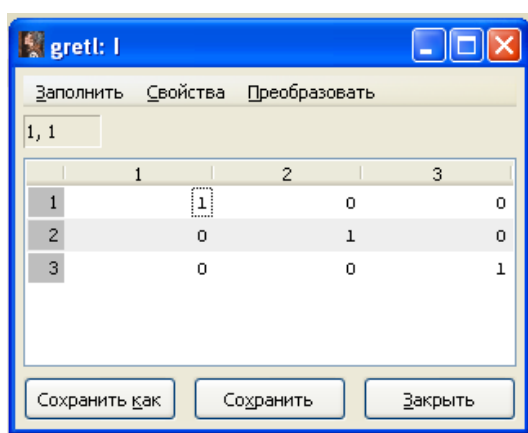 gretl: I
Заполнить Свойства Преобразовать
1, 1
1 2 3
1 1 0 0
2 0 1 0
3 0 0 1
Сохранить как Сохранить Закрыть